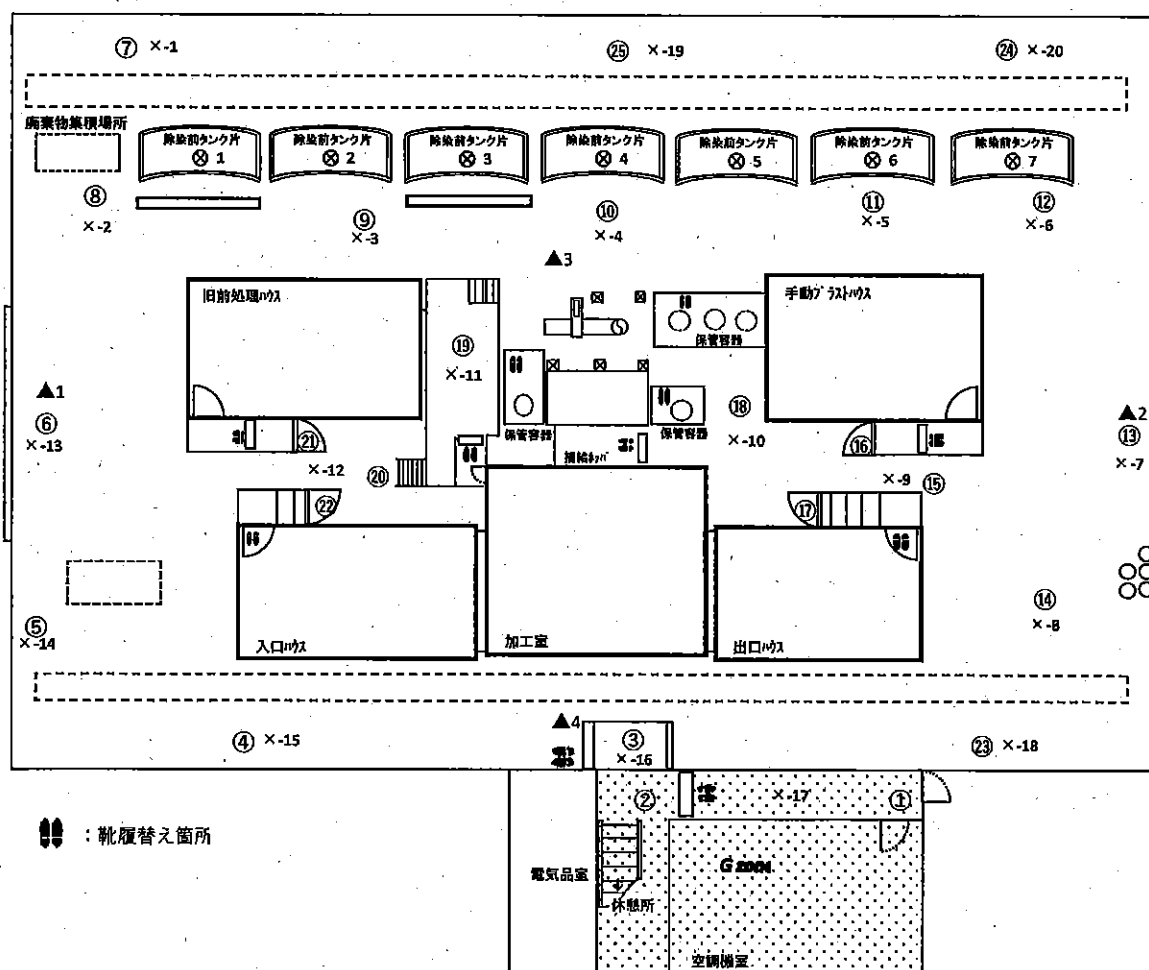 ⑦ ×-1
㉕ ×-19
㉔ ×-20
廃棄物集積場所
除染前タンク片
⊗ 1
除染前タンク片
⊗ 2
除染前タンク片
⊗ 3
除染前タンク片
⊗ 4
除染前タンク片
⊗ 5
除染前タンク片
⊗ 6
除染前タンク片
⊗ 7
⑧
×-2
⑨
×-3
⑩
×-4
⑪
×-5
⑫
×-6
▲3
旧前処理ハウス
手動ブラストハウス
保管容器
⑲
×-11
▲1
⑥
×-13
保管容器
保管容器
⑱
×-10
▲2
⑬
×-7
㉑
×-12
⑳
補給ホッパ
⑯
×-9
⑮
㉒
⑰
⑤
×-14
⑭
×-8
入口ハウス
加工室
出口ハウス
▲4
④ ×-15
③
×-16
㉓ ×-18
②
×-17
①
:靴履替え箇所
電気品室
休憩所
G 2004
空調機室